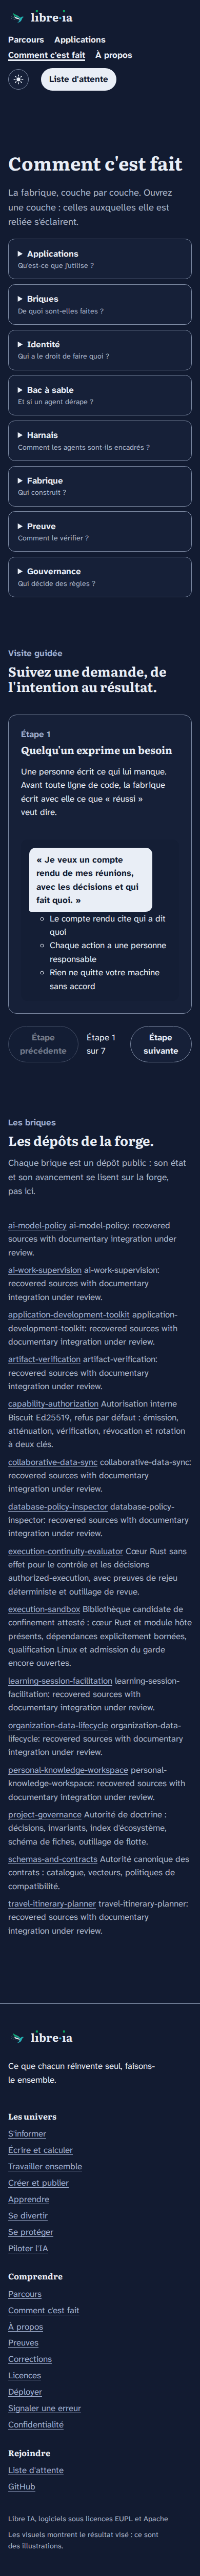 libre-ia
Parcours Applications
Comment c'est fait À propos
Liste d'attente
Comment c'est fait
La fabrique, couche par couche. Ouvrez
une couche : celles auxquelles elle est
reliée s'éclairent.
Applications
Qu'est-ce que j'utilise ?
Briques
De quoi sont-elles faites ?
Identité
Qui a le droit de faire quoi ?
Bac à sable
Et si un agent dérape ?
Harnais
Comment les agents sont-ils encadrés ?
Fabrique
Qui construit ?
Preuve
Comment le vérifier ?
Gouvernance
Qui décide des règles ?
Visite guidée
Suivez une demande, de
l'intention au résultat.
Étape 1
Quelqu'un exprime un besoin
Une personne écrit ce qui lui manque.
Avant toute ligne de code, la fabrique
écrit avec elle ce que « réussi »
veut dire.
« Je veux un compte
rendu de mes réunions,
avec les décisions et qui
fait quoi. »
Le compte rendu cite qui a dit
quoi
Chaque action a une personne
responsable
Rien ne quitte votre machine
sans accord
Étape
précédente
Étape 1
sur 7
Étape
suivante
Les briques
Les dépôts de la forge.
Chaque brique est un dépôt public : son état
et son avancement se lisent sur la forge,
pas ici.
ai-model-policy ai-model-policy: recovered
sources with documentary integration under
review.
ai-work-supervision ai-work-supervision:
recovered sources with documentary
integration under review.
application-development-toolkit application-
development-toolkit: recovered sources with
documentary integration under review.
artifact-verification artifact-verification:
recovered sources with documentary
integration under review.
capability-authorization Autorisation interne
Biscuit Ed25519, refus par défaut : émission,
atténuation, vérification, révocation et rotation
à deux clés.
collaborative-data-sync collaborative-data-sync:
recovered sources with documentary
integration under review.
database-policy-inspector database-policy-
inspector: recovered sources with documentary
integration under review.
execution-continuity-evaluator Cœur Rust sans
effet pour le contrôle et les décisions
authorized-execution, avec preuves de rejeu
déterministe et outillage de revue.
execution-sandbox Bibliothèque candidate de
confinement attesté : cœur Rust et module hôte
présents, dépendances explicitement bornées,
qualification Linux et admission du garde
encore ouvertes.
learning-session-facilitation learning-session-
facilitation: recovered sources with
documentary integration under review.
organization-data-lifecycle organization-data-
lifecycle: recovered sources with documentary
integration under review.
personal-knowledge-workspace personal-
knowledge-workspace: recovered sources with
documentary integration under review.
project-governance Autorité de doctrine :
décisions, invariants, index d'écosystème,
schéma de fiches, outillage de flotte.
schemas-and-contracts Autorité canonique des
contrats : catalogue, vecteurs, politiques de
compatibilité.
travel-itinerary-planner travel-itinerary-planner:
recovered sources with documentary
integration under review.
libre-ia
Ce que chacun réinvente seul, faisons-
le ensemble.
Les univers
S'informer
Écrire et calculer
Travailler ensemble
Créer et publier
Apprendre
Se divertir
Se protéger
Piloter l'IA
Comprendre
Parcours
Comment c'est fait
À propos
Preuves
Corrections
Licences
Déployer
Signaler une erreur
Confidentialité
Rejoindre
Liste d'attente
GitHub
Libre IA, logiciels sous licences EUPL et Apache
Les visuels montrent le résultat visé : ce sont
des illustrations.